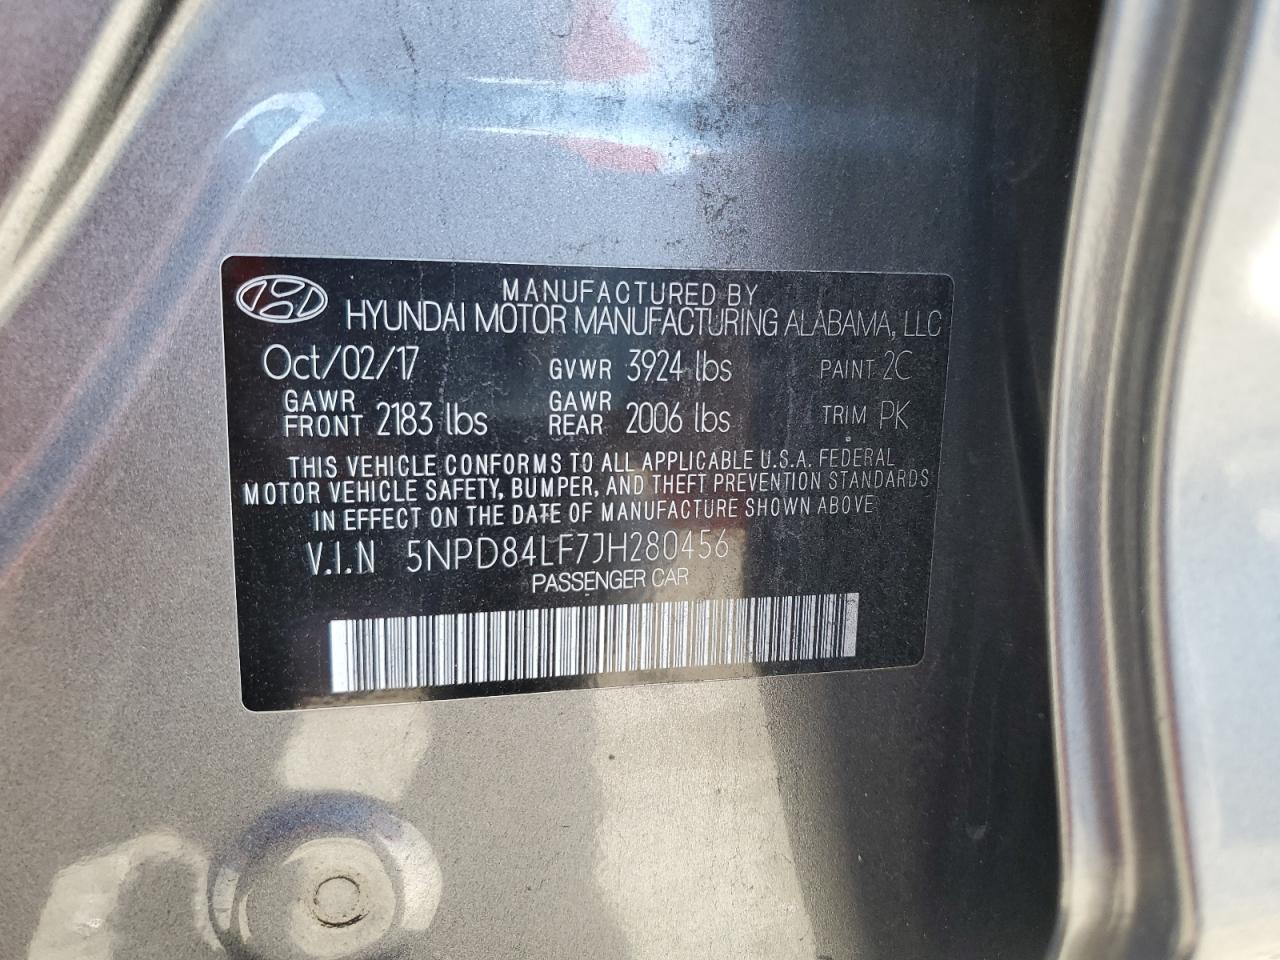 MANUFACTURED BY
HYUNDAI MOTOR MANUFACTURING ALABAMA, LLC
Oct/02/17 GVWR 3924 lbs PAINT 2C
GAWR FRONT 2183 lbs GAWR REAR 2006 lbs TRIM PK
THIS VEHICLE CONFORMS TO ALL APPLICABLE U.S.A. FEDERAL
MOTOR VEHICLE SAFETY, BUMPER, AND THEFT PREVENTION STANDARDS
IN EFFECT ON THE DATE OF MANUFACTURE SHOWN ABOVE
V.I.N 5NPD84LF7JH280456
PASSENGER CAR